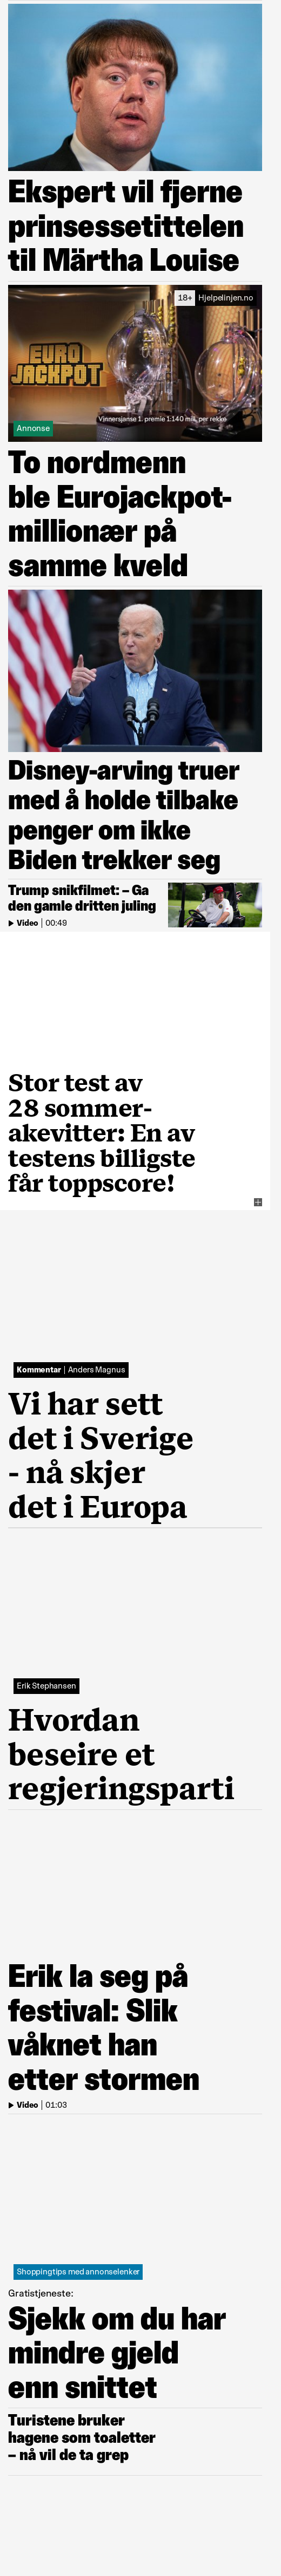 Ekspert vil fjerne
prinsessetittelen
til Märtha Louise
18+ Hjelpelinjen.no
EURO
JACKPOT
Vinnersjanse 1. premie 1:140 mill. per rekke
Annonse
To nordmenn
ble Eurojackpot-
millionær på
samme kveld
Disney-arving truer
med å holde tilbake
penger om ikke
Biden trekker seg
Trump snikfilmet: – Ga
den gamle dritten juling
Video | 00:49
Stor test av
28 sommer-
akevitter: En av
testens billigste
får toppscore!
Kommentar | Anders Magnus
Vi har sett
det i Sverige
- nå skjer
det i Europa
Erik Stephansen
Hvordan
beseire et
regjeringsparti
Erik la seg på
festival: Slik
våknet han
etter stormen
Video | 01:03
Shoppingtips med annonselenker
Gratistjeneste:
Sjekk om du har
mindre gjeld
enn snittet
Turistene bruker
hagene som toaletter
– nå vil de ta grep